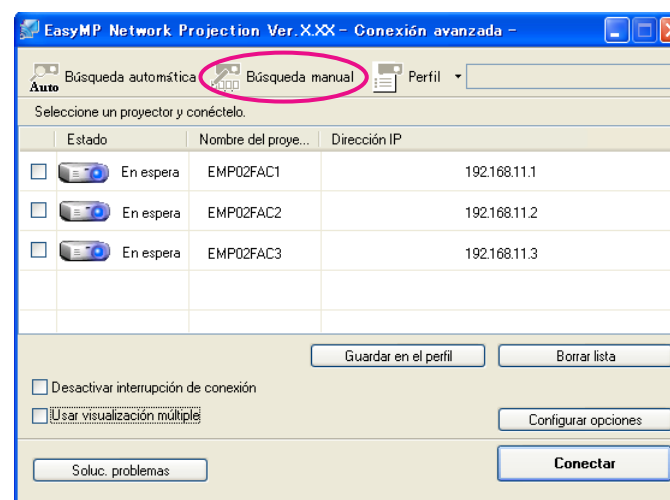 EasyMP Network Projection Ver.X.XX – Conexión avanzada –
Auto Búsqueda automática Búsqueda manual Perfil
Seleccione un proyector y conéctelo.
Estado Nombre del proye... Dirección IP
En espera EMP02FAC1 192.168.11.1
En espera EMP02FAC2 192.168.11.2
En espera EMP02FAC3 192.168.11.3
Guardar en el perfil Borrar lista
Desactivar interrupción de conexión
Usar visualización múltiple
Configurar opciones
Soluc. problemas Conectar